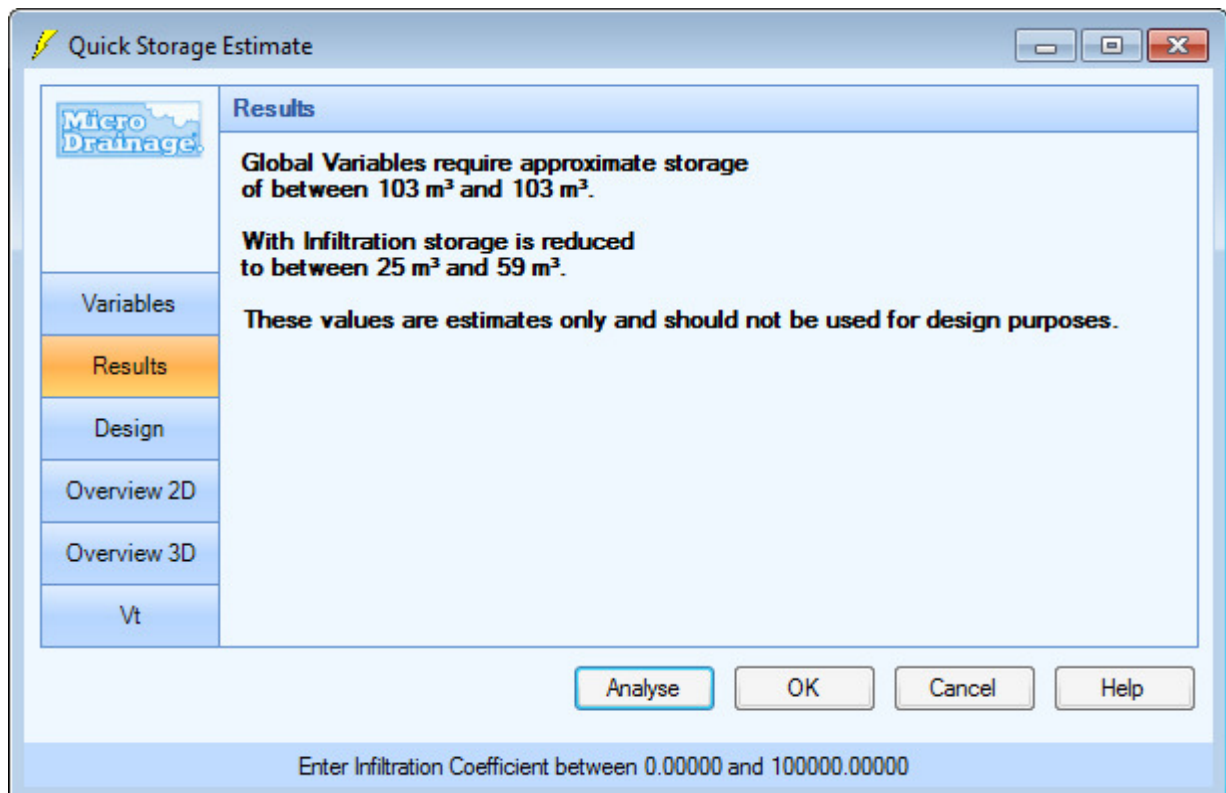 Quick Storage Estimate
Micro
Drainage
Results
Global Variables require approximate storage
of between 103 m³ and 103 m³.
With Infiltration storage is reduced
to between 25 m³ and 59 m³.
These values are estimates only and should not be used for design purposes.
Variables
Results
Design
Overview 2D
Overview 3D
Vt
Analyse
OK
Cancel
Help
Enter Infiltration Coefficient between 0.00000 and 100000.00000